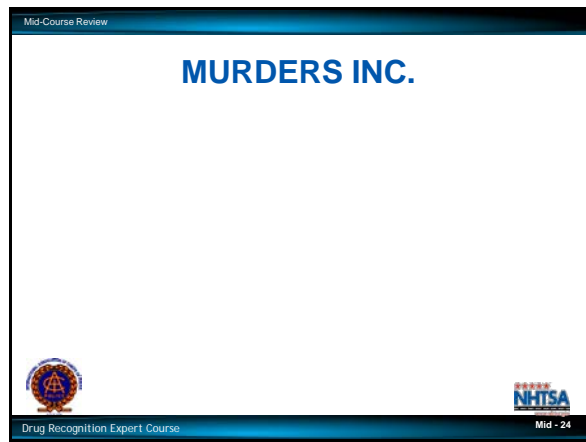 Mid-Course Review
MURDERS INC.
NHTSA
Drug Recognition Expert Course
Mid - 24